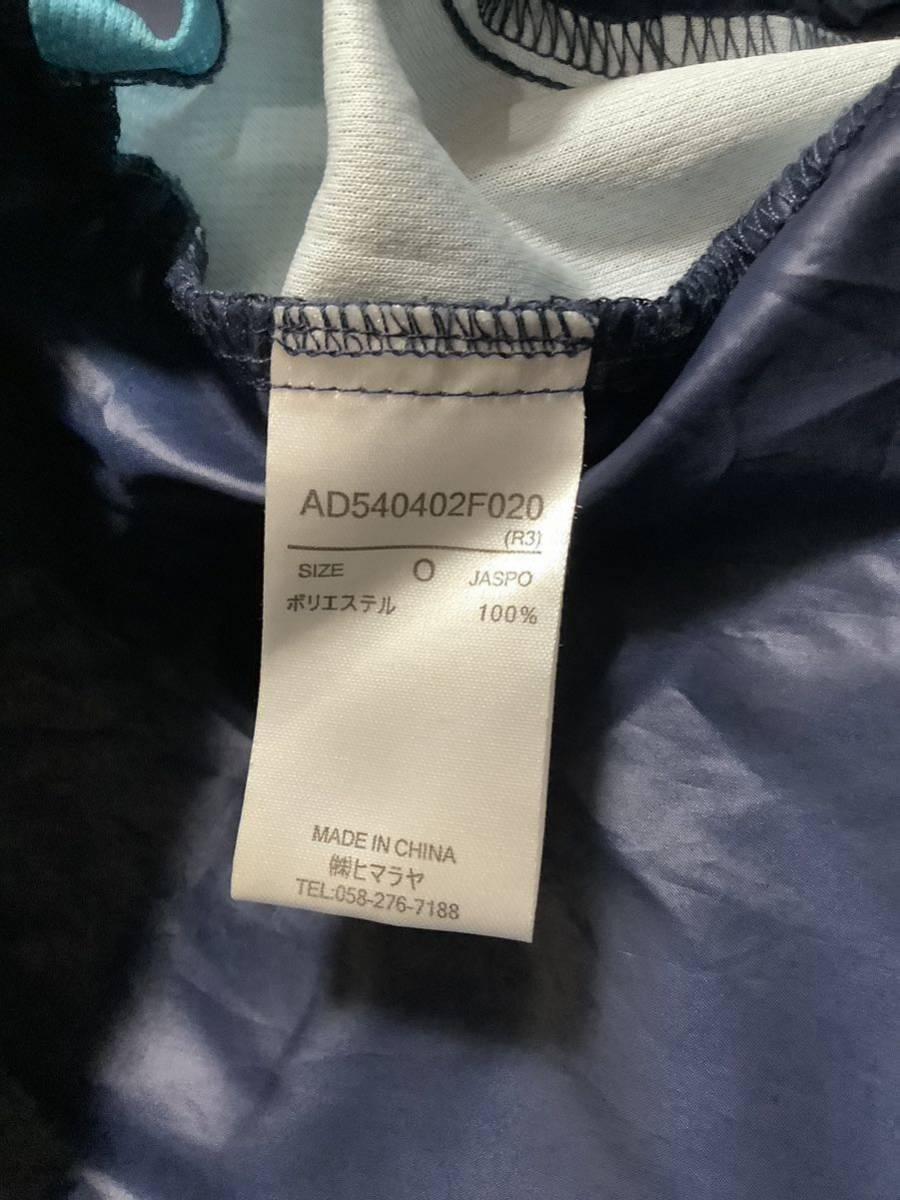 AD540402F020
(R3)
SIZE O JASPO
ポリエステル 100%
MADE IN CHINA
㈱ヒマラヤ
TEL:058-276-7188